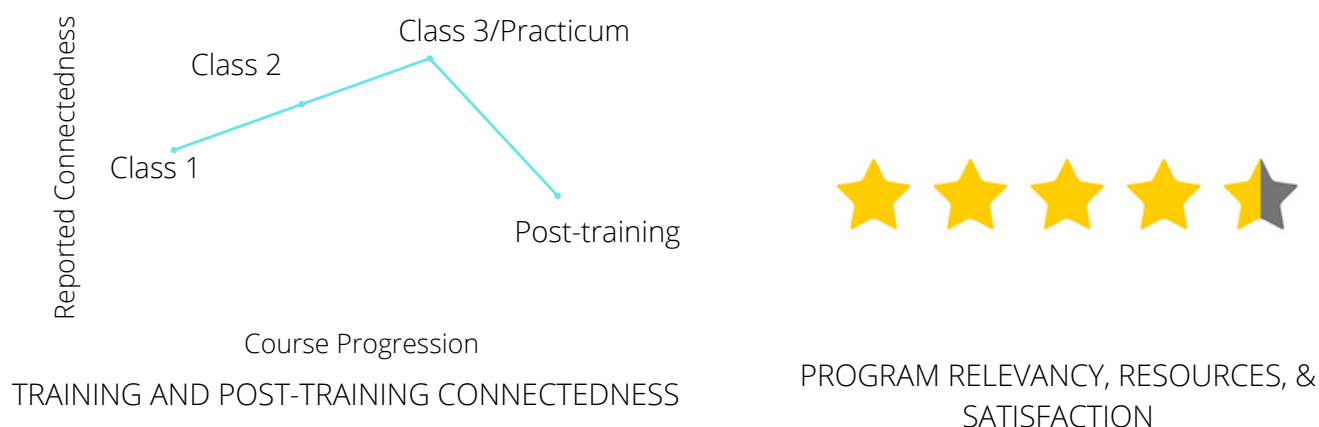 Reported Connectedness
Class 1
Class 2
Class 3/Practicum
Post-training
Course Progression
TRAINING AND POST-TRAINING CONNECTEDNESS
PROGRAM RELEVANCY, RESOURCES, &
SATISFACTION